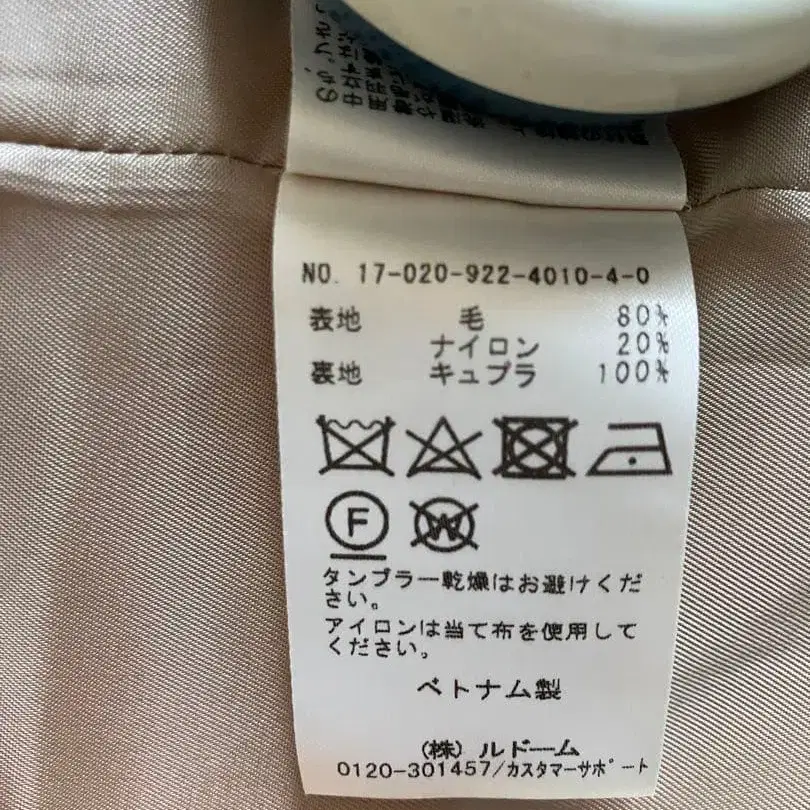 NO. 17-020-922-4010-4-0
表地 毛 80%
ナイロン 20%
裏地 キュプラ 100%
F W
タンブラー乾燥はお避けくだ
さい。
アイロンは当て布を使用して
ください。
ベトナム製
(株) ルドーム
0120-301457/カスタマーサポート